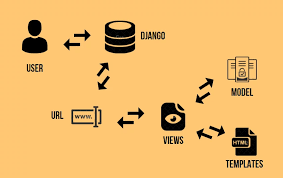 DJANGO
USER
MODEL
URL
WWW.
VIEWS
HTML
TEMPLATES